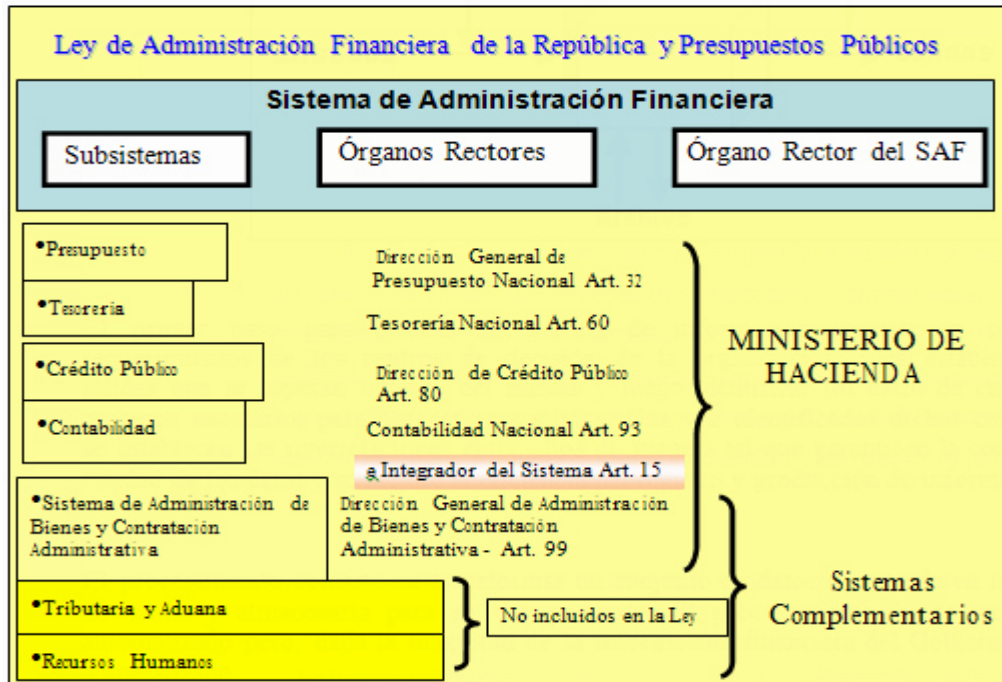 Ley de Administración Financiera de la República y Presupuestos Públicos
Sistema de Administración Financiera
Subsistemas
Órganos Rectores
Órgano Rector del SAF
•Presupuesto
Dirección General de
Presupuesto Nacional Art. 32
•Tesorería
Tesorería Nacional Art. 60
•Crédito Público
Dirección de Crédito Público
Art. 80
•Contabilidad
Contabilidad Nacional Art. 93
Integrador del Sistema Art. 15
MINISTERIO DE
HACIENDA
•Sistema de Administración de
Bienes y Contratación
Administrativa
Dirección General de Administración
de Bienes y Contratación
Administrativa - Art. 99
•Tributaria y Aduana
•Recursos Humanos
No incluidos en la Ley
Sistemas
Complementarios